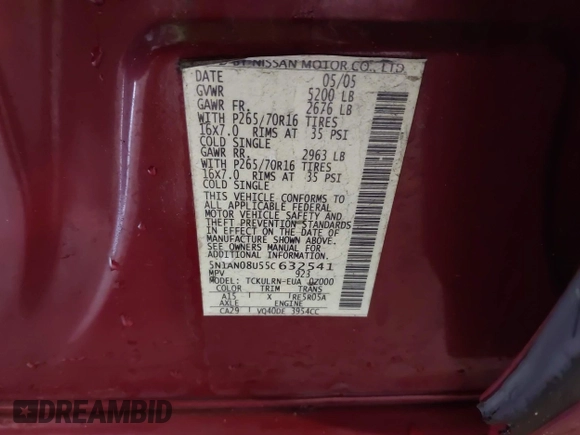 BY NISSAN MOTOR CO., LTD
DATE 05/05
GVWR 5200 LB
GAWR FR. 2676 LB
WITH P265/70R16 TIRES
16X7.0 RIMS AT 35 PSI
COLD SINGLE
GAWR RR. 2963 LB
WITH P265/70R16 TIRES
16X7.0 RIMS AT 35 PSI
COLD SINGLE
THIS VEHICLE CONFORMS TO
ALL APPLICABLE FEDERAL
MOTOR VEHICLE SAFETY AND
THEFT PREVENTION STANDARDS
IN EFFECT ON THE DATE OF
MANUFACTURE SHOWN ABOVE.
SEE OWNERS MANUAL FOR
ADDITIONAL INFORMATION.
5N1AN08U55C632541
MPV 923
MODEL: TCKULRN-EUA 02000
COLOR TRIM TRANS
A15 X RE5R05A
AXLE ENGINE
CA29 VQ40DE 3954CC
DREAMBID